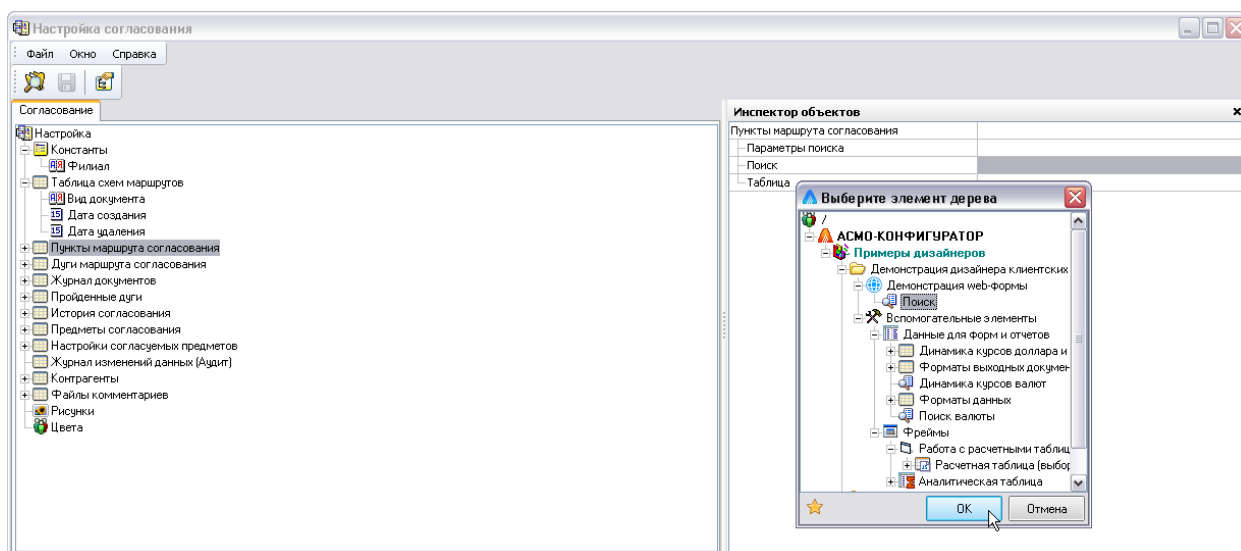 Настройка согласования
Файл Окно Справка
Согласование
Настройка
Константы
Филиал
Таблица схем маршрутов
Вид документа
Дата создания
Дата удаления
Пункты маршрута согласования
Дуги маршрута согласования
Журнал документов
Пройденные дуги
История согласования
Предметы согласования
Настройки согласуемых предметов
Журнал изменений данных (Аудит)
Контрагенты
Файлы комментариев
Рисунки
Цвета
Инспектор объектов
Пункты маршрута согласования
Параметры поиска
Поиск
Таблица
Выберите элемент дерева
/
АСМО-КОНФИГУРАТОР
Примеры дизайнеров
Демонстрация дизайнера клиентских
Демонстрация web-формы
Поиск
Вспомогательные элементы
Данные для форм и отчетов
Динамика курсов доллара и
Форматы выходных докумен
Динамика курсов валют
Форматы данных
Поиск валюты
Фреймы
Работа с расчетными таблиц
Расчетная таблица (выбор
Аналитическая таблица
OK Отмена